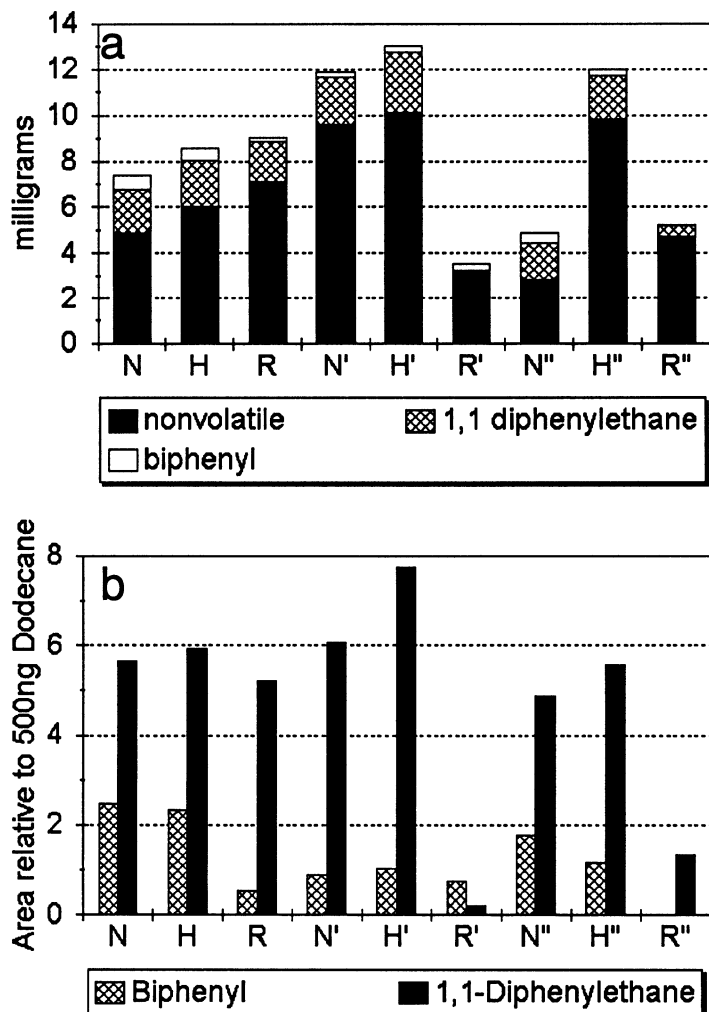 a
milligrams
14
12
10
8
6
4
2
0
N H R N' H' R' N" H" R"
nonvolatile 1,1 diphenylethane
biphenyl
b
Area relative to 500ng Dodecane
8
6
4
2
0
N H R N' H' R' N" H" R"
Biphenyl 1,1-Diphenylethane